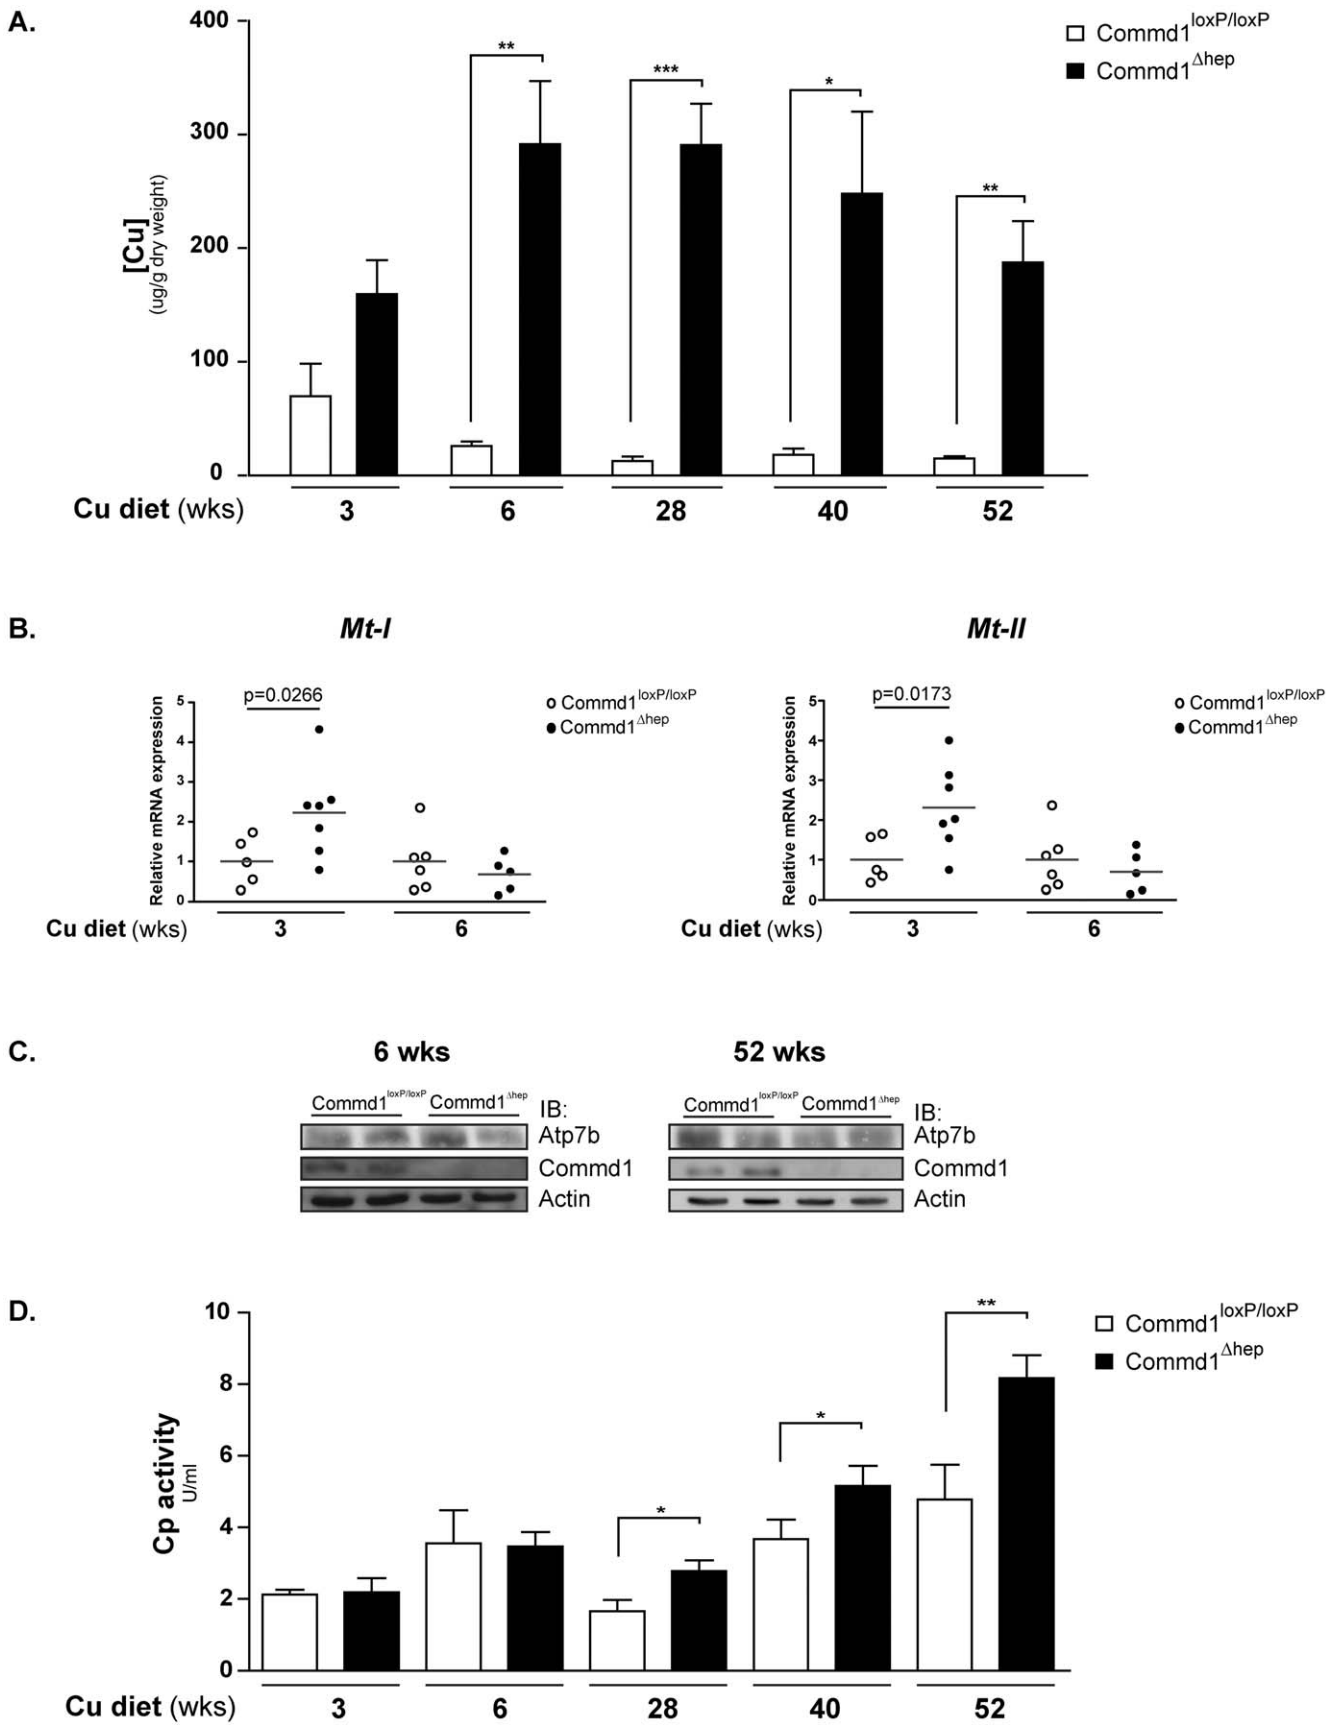 A.
400
300
200
100
0
[Cu]
(ug/g dry weight)
**
***
*
**
Commd1loxP/loxP
Commd1Δhep
Cu diet (wks) 3 6 28 40 52
B.
Mt-I
Relative mRNA expression
5
4
3
2
1
0
p=0.0266
Commd1loxP/loxP
Commd1Δhep
Cu diet (wks) 3 6
Mt-II
Relative mRNA expression
5
4
3
2
1
0
p=0.0173
Commd1loxP/loxP
Commd1Δhep
Cu diet (wks) 3 6
C.
6 wks
Commd1loxP/loxP Commd1Δhep IB:
Atp7b
Commd1
Actin
52 wks
Commd1loxP/loxP Commd1Δhep IB:
Atp7b
Commd1
Actin
D.
10
8
6
4
2
0
Cp activity
U/ml
*
*
**
Commd1loxP/loxP
Commd1Δhep
Cu diet (wks) 3 6 28 40 52